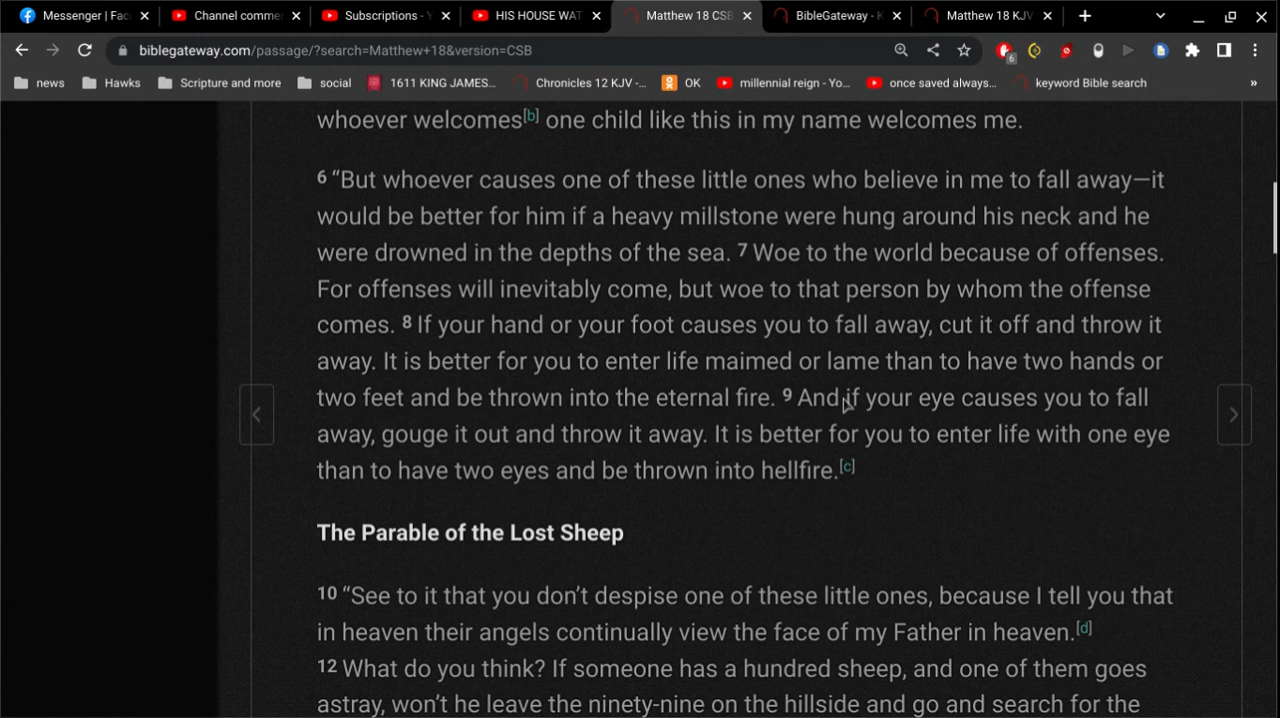 Messenger | Fac
Channel comme
Subscriptions - Y
HIS HOUSE WAT
Matthew 18 CSB
BibleGateway - K
Matthew 18 KJV
biblegateway.com/passage/?search=Matthew+18&version=CSB
6
news
Hawks
Scripture and more
social
1611 KING JAMES...
Chronicles 12 KJV -...
OK
millennial reign - Yo...
once saved always...
keyword Bible search
»
whoever welcomes[b] one child like this in my name welcomes me.
6 “But whoever causes one of these little ones who believe in me to fall away—it
would be better for him if a heavy millstone were hung around his neck and he
were drowned in the depths of the sea. 7 Woe to the world because of offenses.
For offenses will inevitably come, but woe to that person by whom the offense
comes. 8 If your hand or your foot causes you to fall away, cut it off and throw it
away. It is better for you to enter life maimed or lame than to have two hands or
two feet and be thrown into the eternal fire. 9 And if your eye causes you to fall
away, gouge it out and throw it away. It is better for you to enter life with one eye
than to have two eyes and be thrown into hellfire.[c]
The Parable of the Lost Sheep
10 “See to it that you don’t despise one of these little ones, because I tell you that
in heaven their angels continually view the face of my Father in heaven.[d]
12 What do you think? If someone has a hundred sheep, and one of them goes
astray, won’t he leave the ninety-nine on the hillside and go and search for the